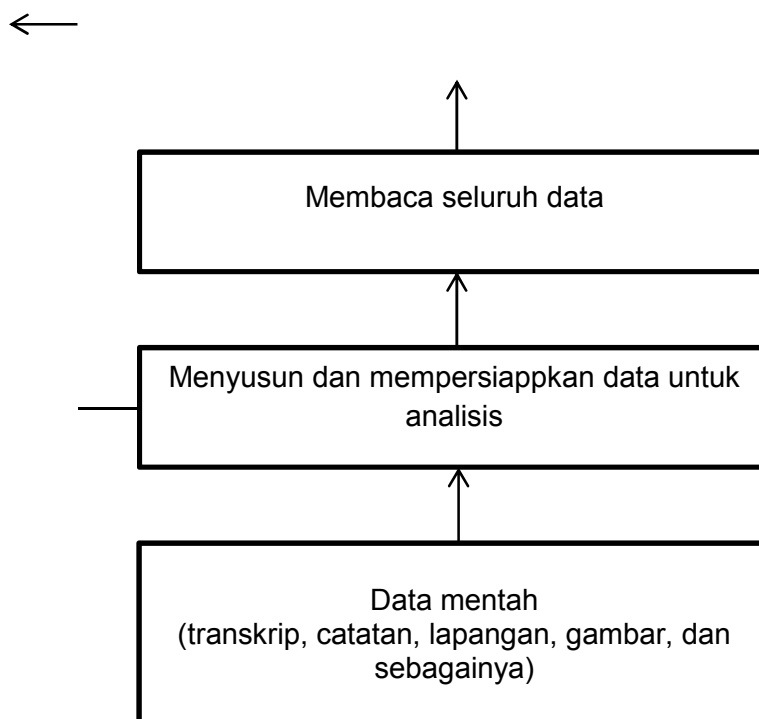 Membaca seluruh data
Menyusun dan mempersiappkan data untuk
analisis
Data mentah
(transkrip, catatan, lapangan, gambar, dan
sebagainya)